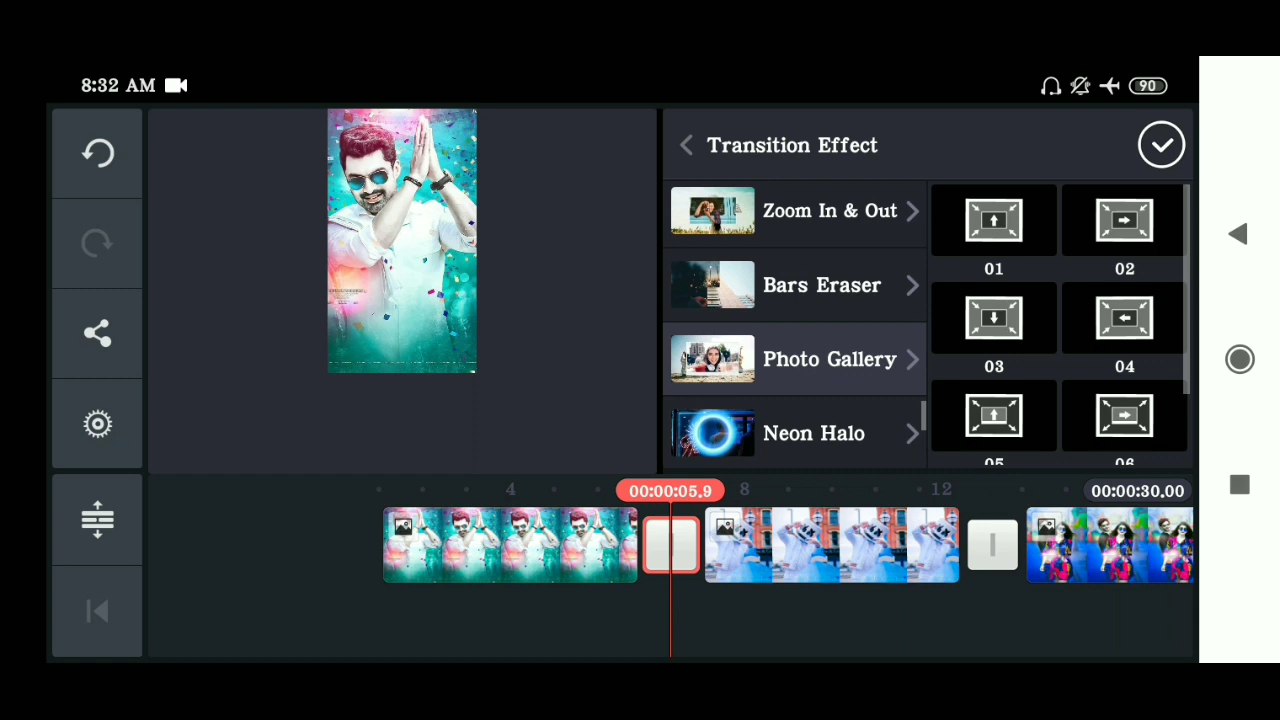 8:32 AM
90
Transition Effect
Zoom In & Out
01
02
Bars Eraser
03
04
Photo Gallery
Neon Halo
05
06
4
00:00:05.9
8
12
00:00:30.00